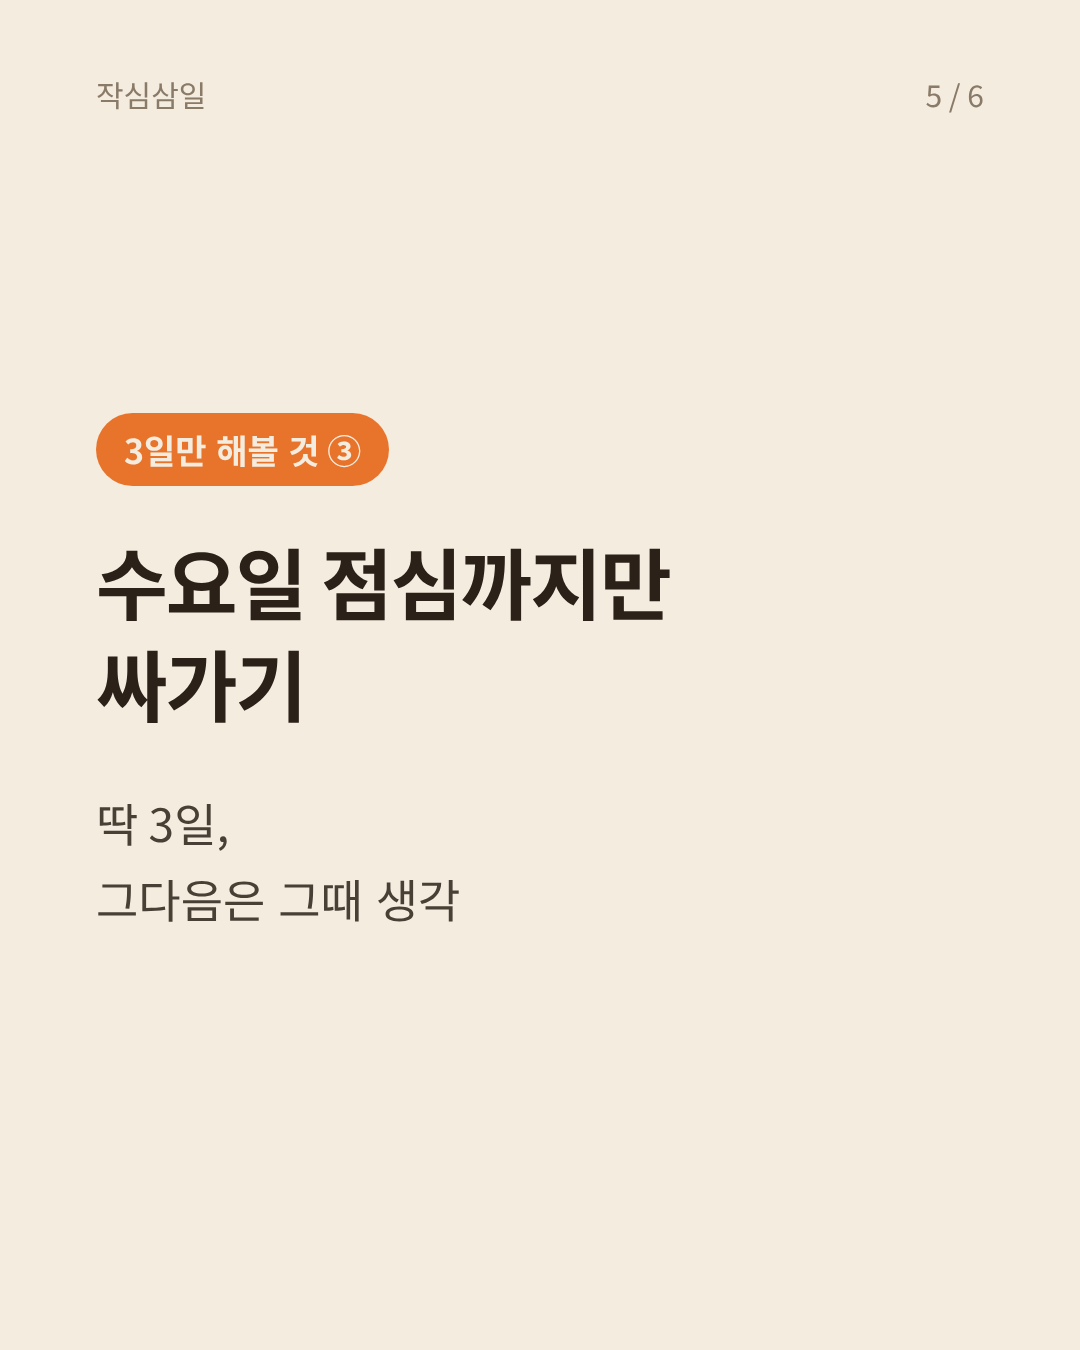 작심삼일
5 / 6
3일만 해볼 것 ③
수요일 점심까지만
싸가기
딱 3일,
그다음은 그때 생각